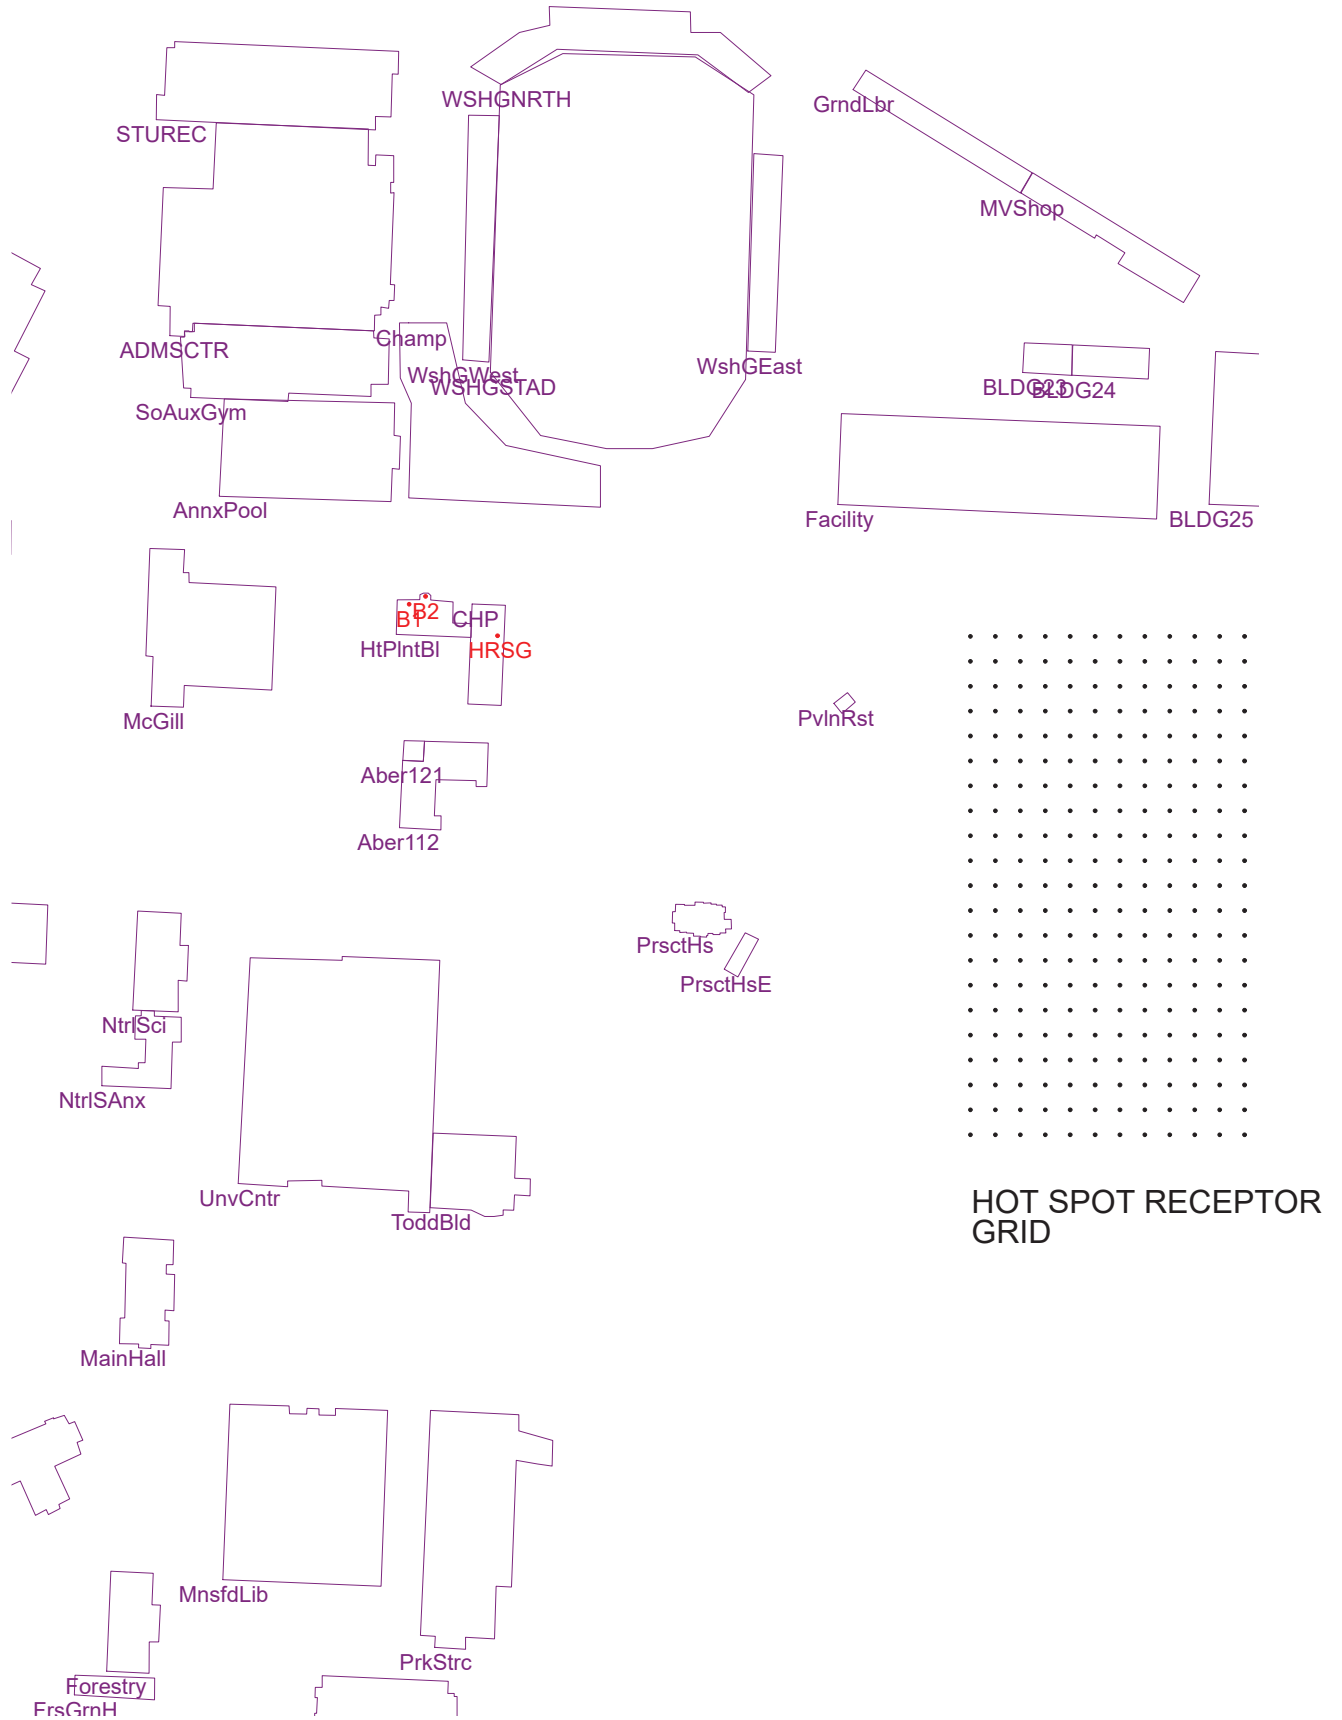 WSHGNRTH
GrndLbr
STUREC
MVShop
Champ
ADMSCTR
WshGWest
WshGEast
WSHGSTAD
BLDG23
BLDG24
SoAuxGym
AnnxPool
Facility
BLDG25
B1
B2
CHP
HtPlntBl
HRSG
McGill
PvlnRst
Aber121
Aber112
PrsctHs
PrsctHsE
NtrlSci
NtrlSAnx
UnvCntr
ToddBld
HOT SPOT RECEPTOR
GRID
MainHall
MnsfdLib
PrkStrc
Forestry
FrsGrnH